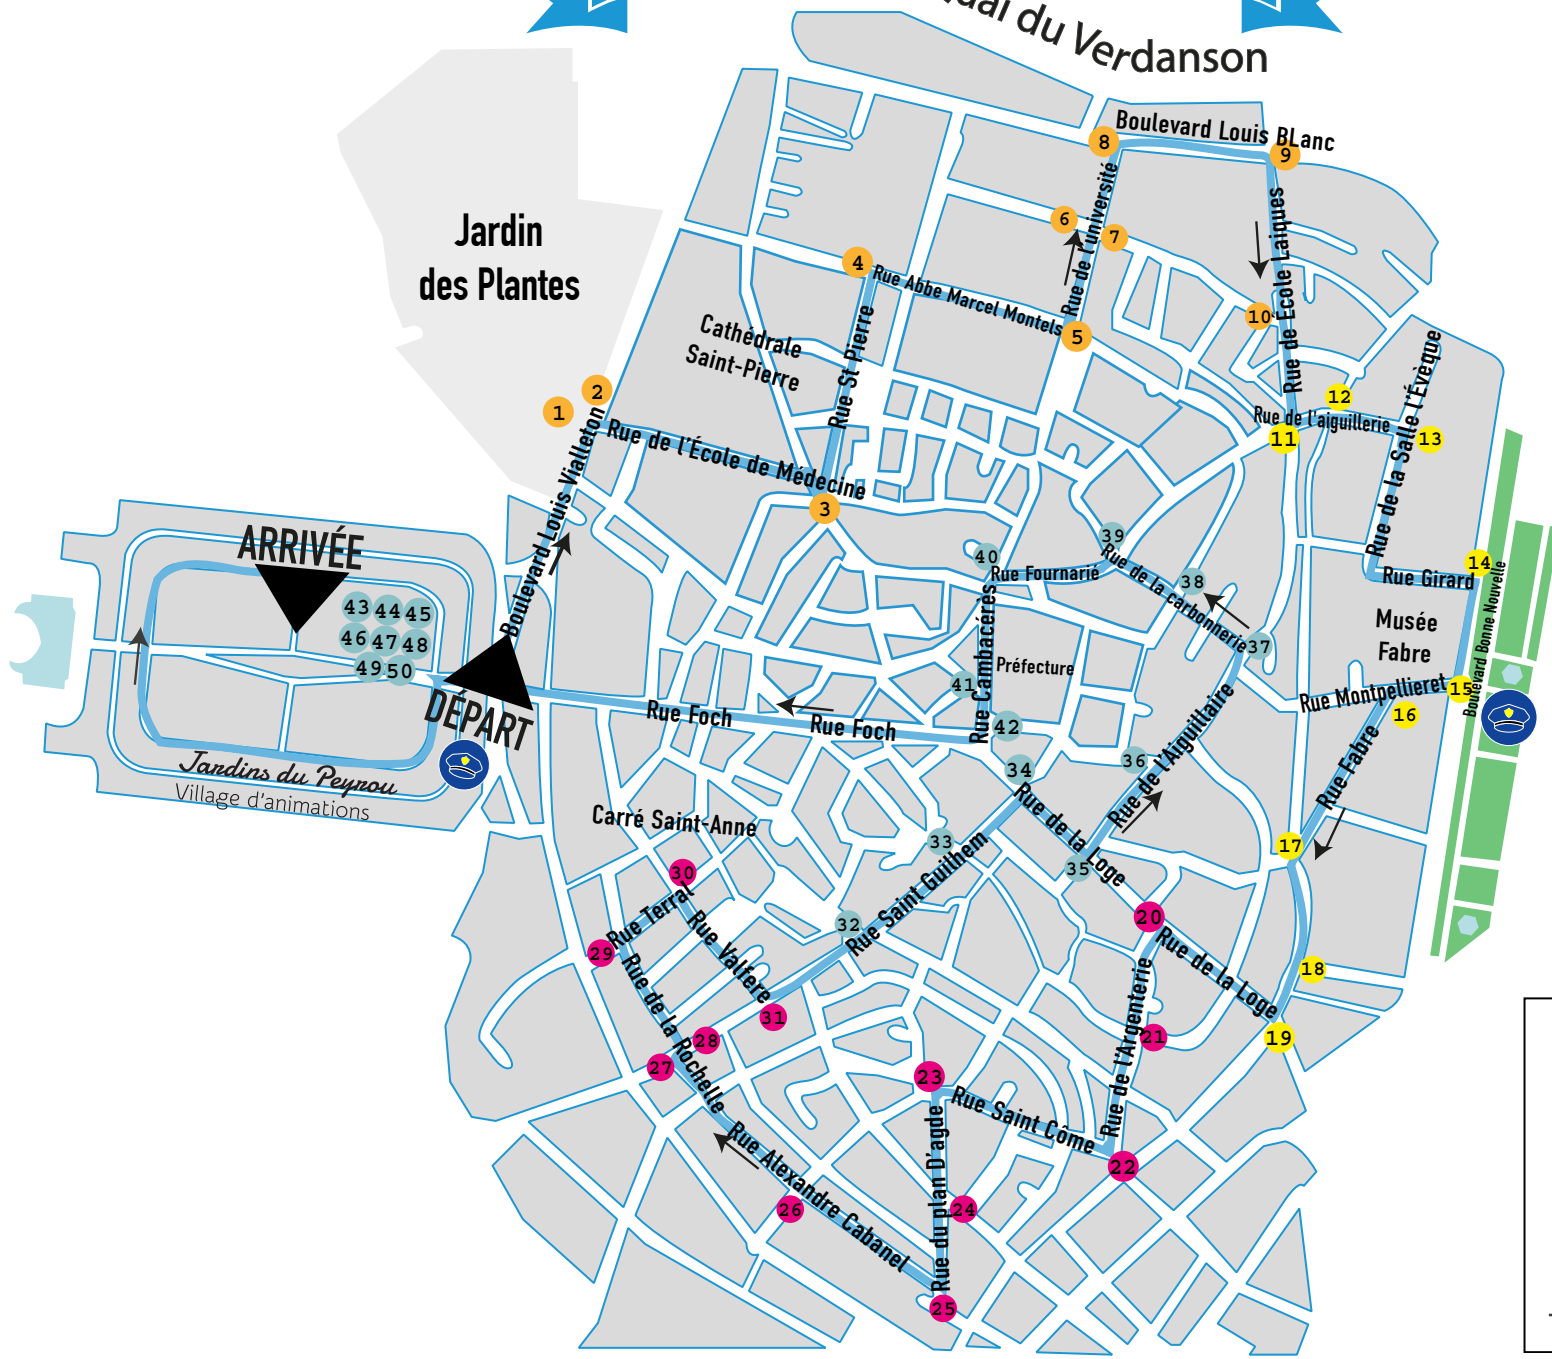 uai du Verdanson
Boulevard Louis BLanc
8
9
Jardin
des Plantes
Rue de l'université
6
7
Rue de École Laïques
4
Rue Abbe Marcel Montels
5
10
Cathédrale
Saint-Pierre
Rue St Pierre
Rue de la Salle l'Évèque
1
2
12
Rue de l'aiguillerie
11
13
Rue de l'École de Médecine
3
Boulevard Louis Vialleton
ARRIVÉE
39
40
Rue Fournarié
Rue de la carbonnerie
38
14
Rue Girard
Boulevard Bonne Nouvelle
43 44 45
46 47 48
49 50
Musée
Fabre
37
Rue Cambacérès
Préfecture
41
42
DÉPART
Rue Foch
Rue Foch
Rue Montpellieret
15
16
Rue Fabre
Jardins du Peyrou
Village d'animations
34
36
Rue de l'Aiguillaire
Rue de la Loge
35
Carré Saint-Anne
33
Rue Saint Guilhem
32
17
30
Rue Terral
29
Rue Valfère
31
20
Rue de la Loge
18
19
Rue de la Rochelle
28
27
Rue de l'Argenterie
21
23
Rue Saint Côme
22
Rue du plan D'agde
24
Rue Alexandre Cabanel
26
25